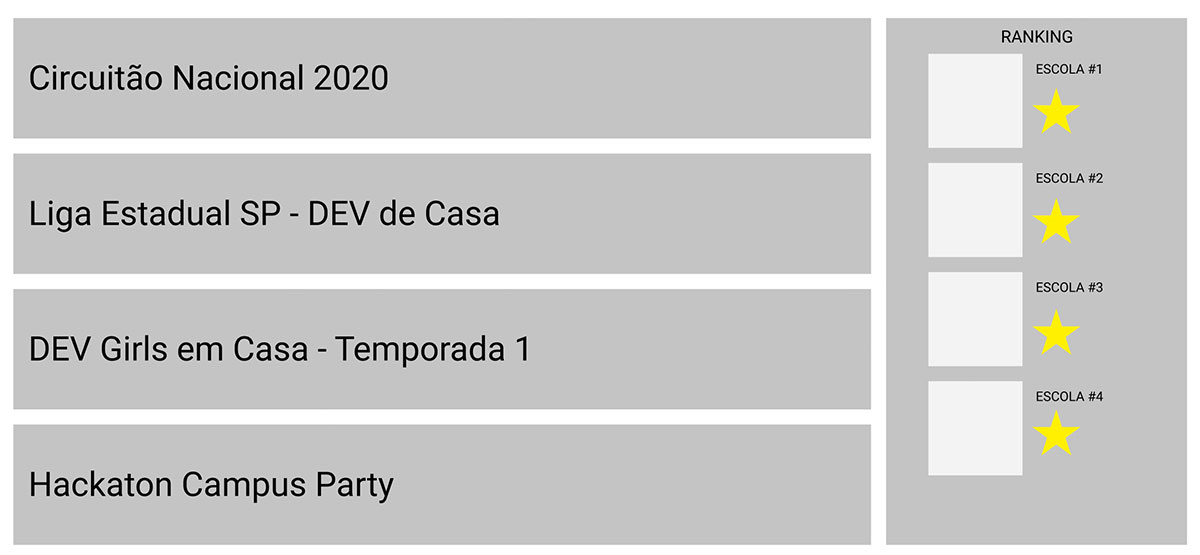 Circuitão Nacional 2020
Liga Estadual SP - DEV de Casa
DEV Girls em Casa - Temporada 1
Hackaton Campus Party
RANKING
ESCOLA #1
ESCOLA #2
ESCOLA #3
ESCOLA #4